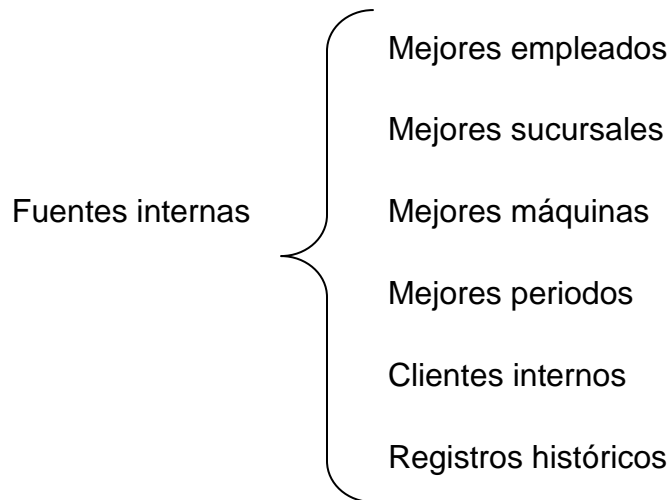 Fuentes internas
Mejores empleados
Mejores sucursales
Mejores máquinas
Mejores periodos
Clientes internos
Registros históricos